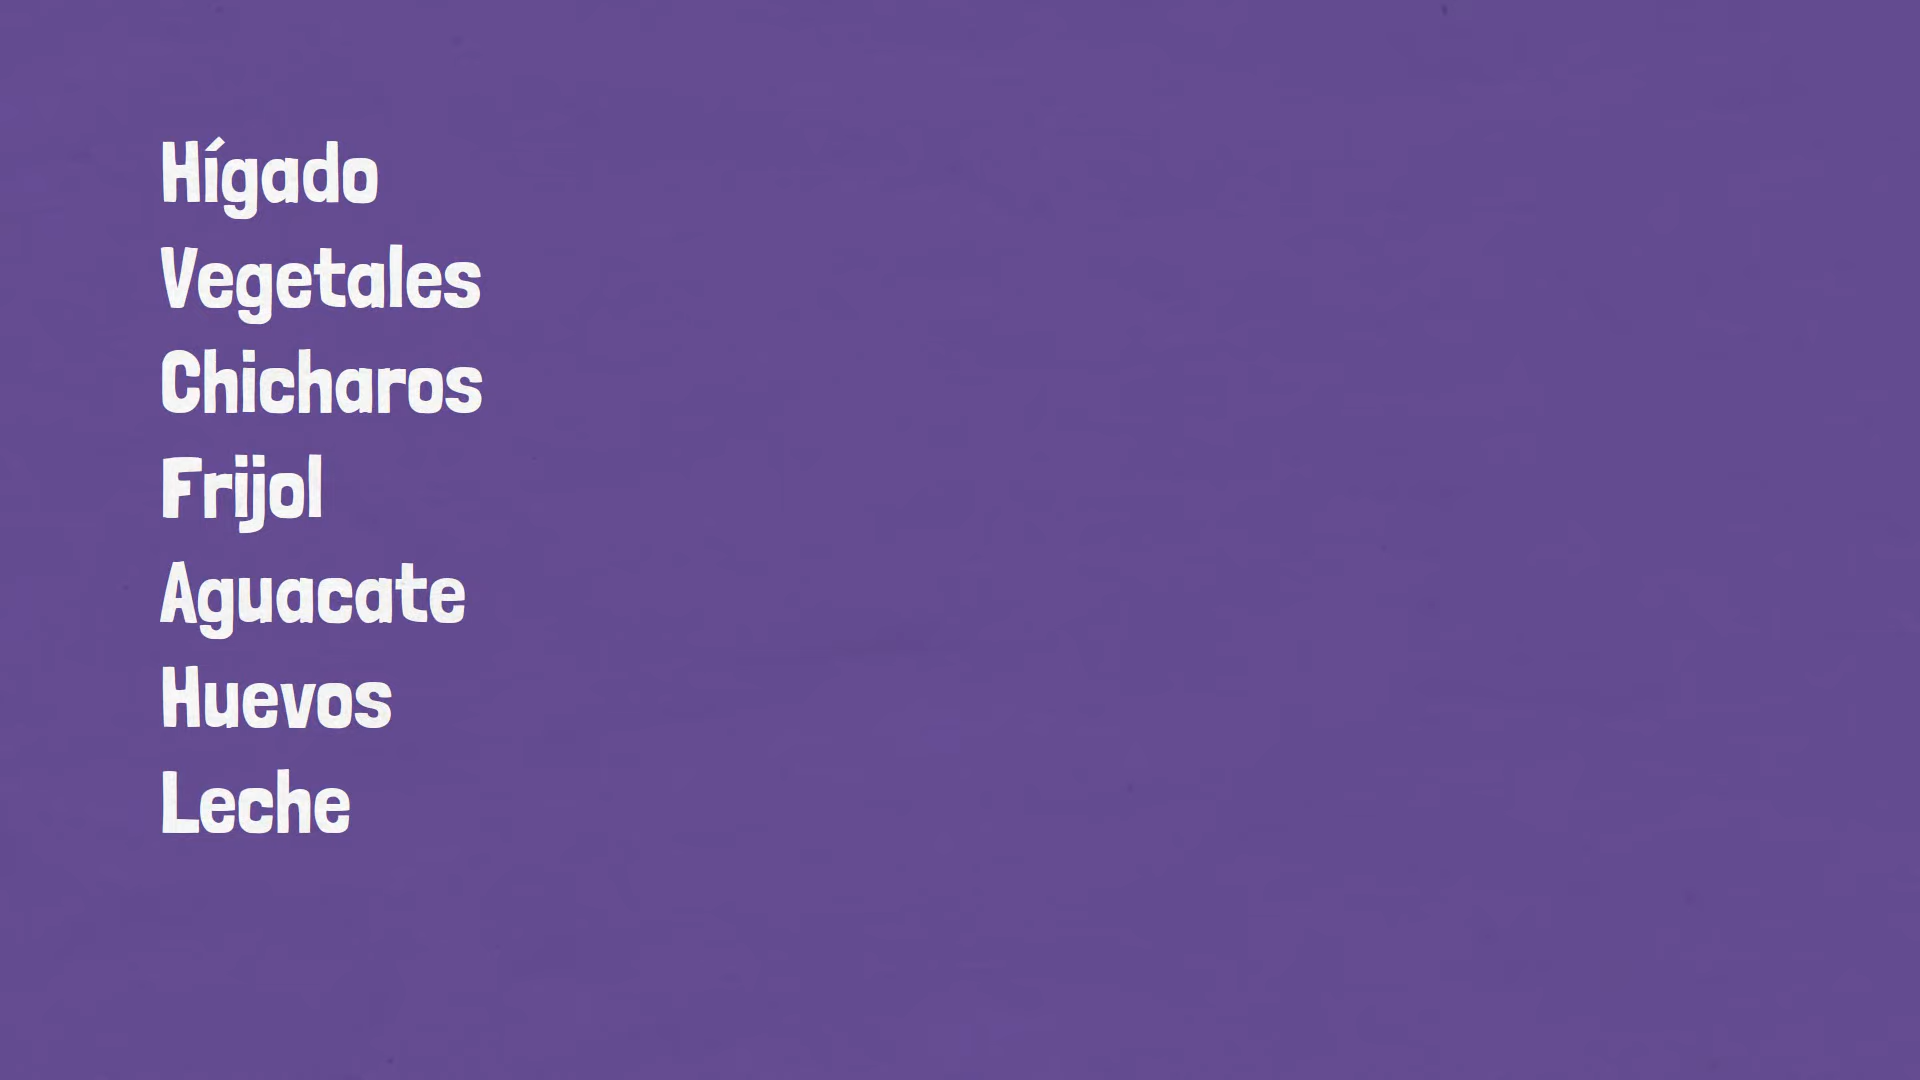 Hígado
Vegetales
Chicharos
Frijol
Aguacate
Huevos
Leche